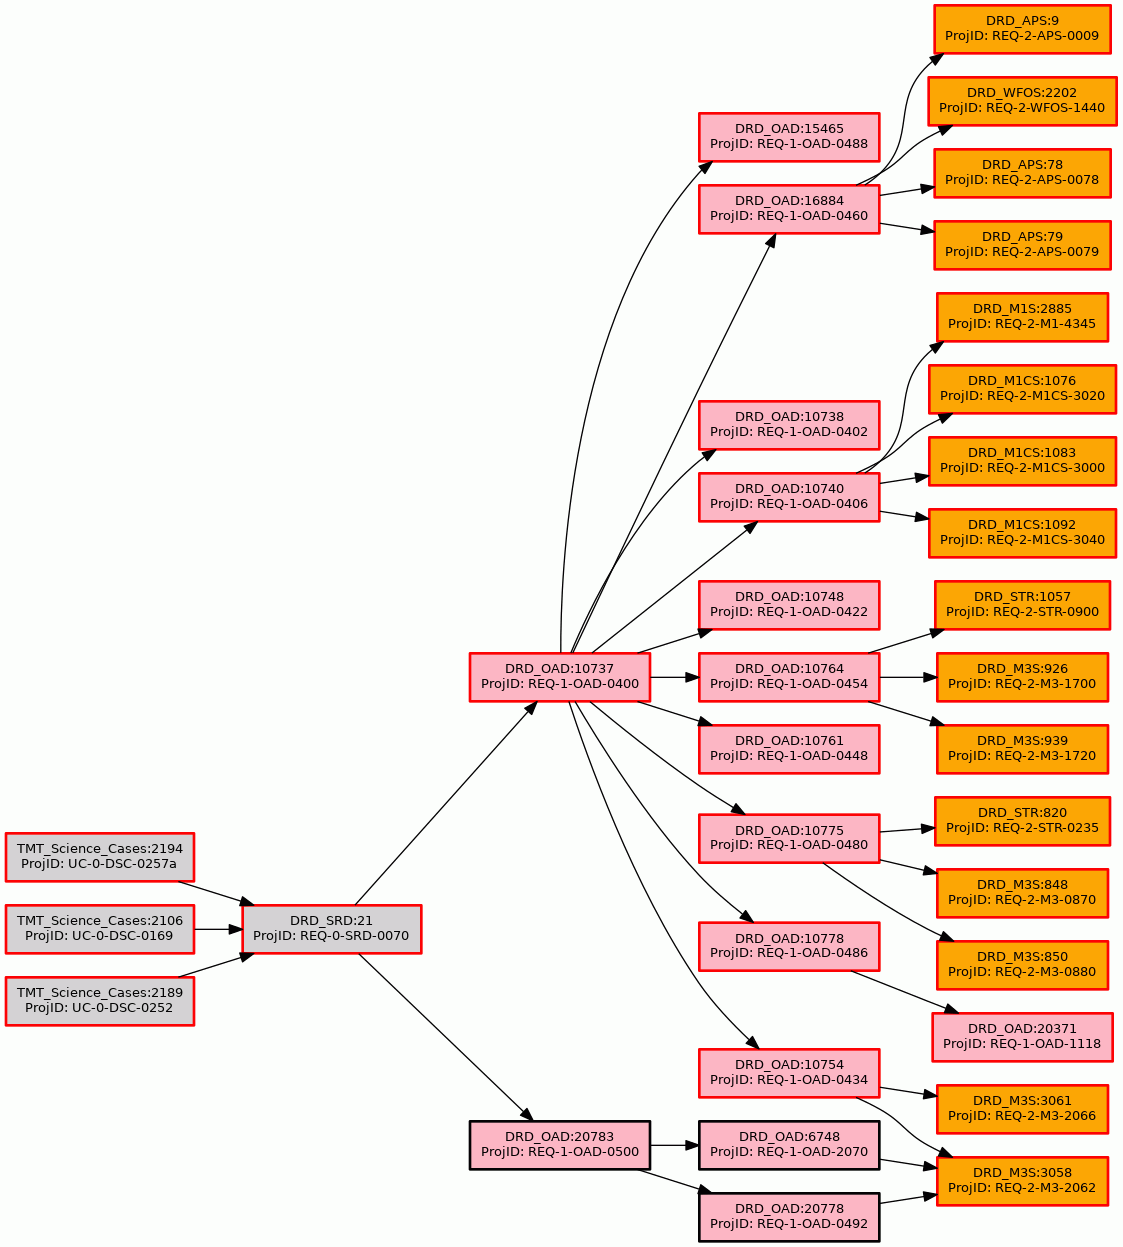 DRD_APS:9
ProjID: REQ-2-APS-0009
DRD_WFOS:2202
ProjID: REQ-2-WFOS-1440
DRD_OAD:15465
ProjID: REQ-1-OAD-0488
DRD_APS:78
ProjID: REQ-2-APS-0078
DRD_OAD:16884
ProjID: REQ-1-OAD-0460
DRD_APS:79
ProjID: REQ-2-APS-0079
DRD_M1S:2885
ProjID: REQ-2-M1-4345
DRD_M1CS:1076
ProjID: REQ-2-M1CS-3020
DRD_OAD:10738
ProjID: REQ-1-OAD-0402
DRD_M1CS:1083
ProjID: REQ-2-M1CS-3000
DRD_OAD:10740
ProjID: REQ-1-OAD-0406
DRD_M1CS:1092
ProjID: REQ-2-M1CS-3040
DRD_OAD:10748
ProjID: REQ-1-OAD-0422
DRD_STR:1057
ProjID: REQ-2-STR-0900
DRD_OAD:10737
ProjID: REQ-1-OAD-0400
DRD_OAD:10764
ProjID: REQ-1-OAD-0454
DRD_M3S:926
ProjID: REQ-2-M3-1700
DRD_OAD:10761
ProjID: REQ-1-OAD-0448
DRD_M3S:939
ProjID: REQ-2-M3-1720
DRD_STR:820
ProjID: REQ-2-STR-0235
DRD_OAD:10775
ProjID: REQ-1-OAD-0480
TMT_Science_Cases:2194
ProjID: UC-0-DSC-0257a
DRD_M3S:848
ProjID: REQ-2-M3-0870
TMT_Science_Cases:2106
ProjID: UC-0-DSC-0169
DRD_SRD:21
ProjID: REQ-0-SRD-0070
DRD_OAD:10778
ProjID: REQ-1-OAD-0486
DRD_M3S:850
ProjID: REQ-2-M3-0880
TMT_Science_Cases:2189
ProjID: UC-0-DSC-0252
DRD_OAD:20371
ProjID: REQ-1-OAD-1118
DRD_OAD:10754
ProjID: REQ-1-OAD-0434
DRD_M3S:3061
ProjID: REQ-2-M3-2066
DRD_OAD:20783
ProjID: REQ-1-OAD-0500
DRD_OAD:6748
ProjID: REQ-1-OAD-2070
DRD_M3S:3058
ProjID: REQ-2-M3-2062
DRD_OAD:20778
ProjID: REQ-1-OAD-0492